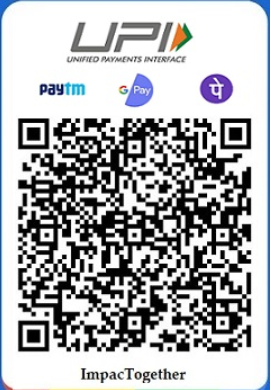 UPI
UNIFIED PAYMENTS INTERFACE
paytm
G Pay
पे
ImpacTogether